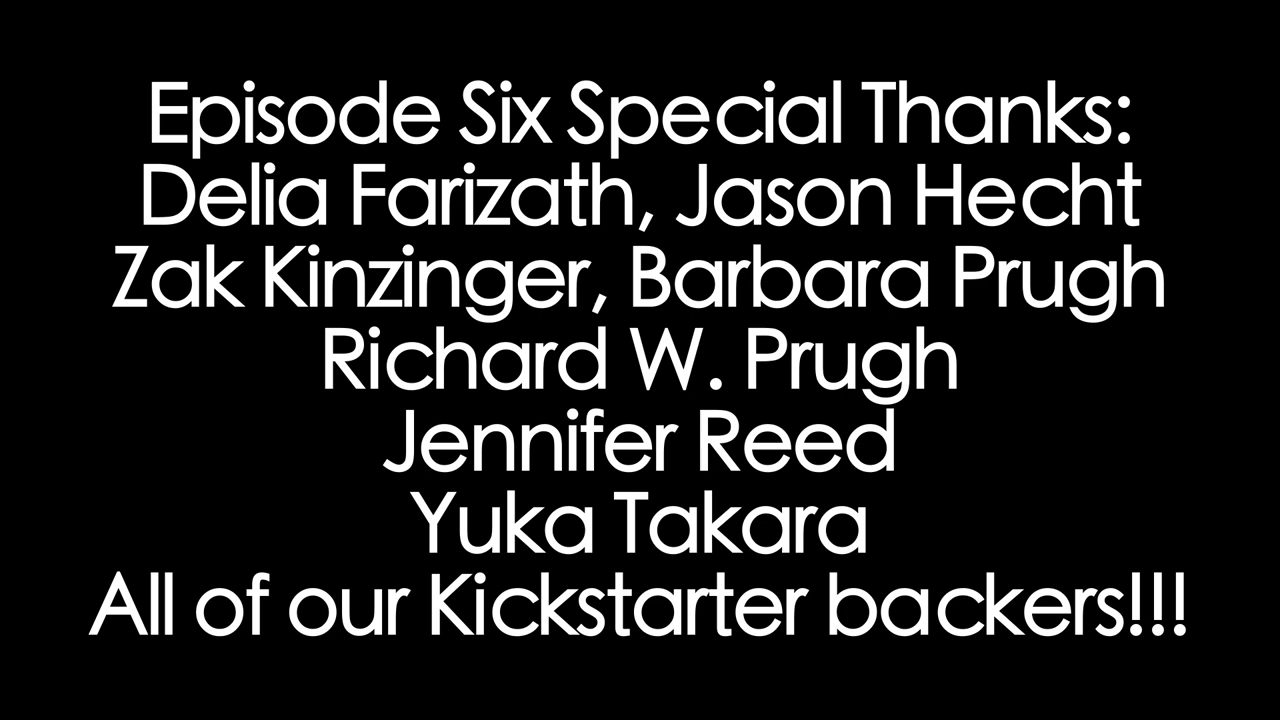 Episode Six Special Thanks:
Delia Farizath, Jason Hecht
Zak Kinzinger, Barbara Prugh
Richard W. Prugh
Jennifer Reed
Yuka Takara
All of our Kickstarter backers!!!